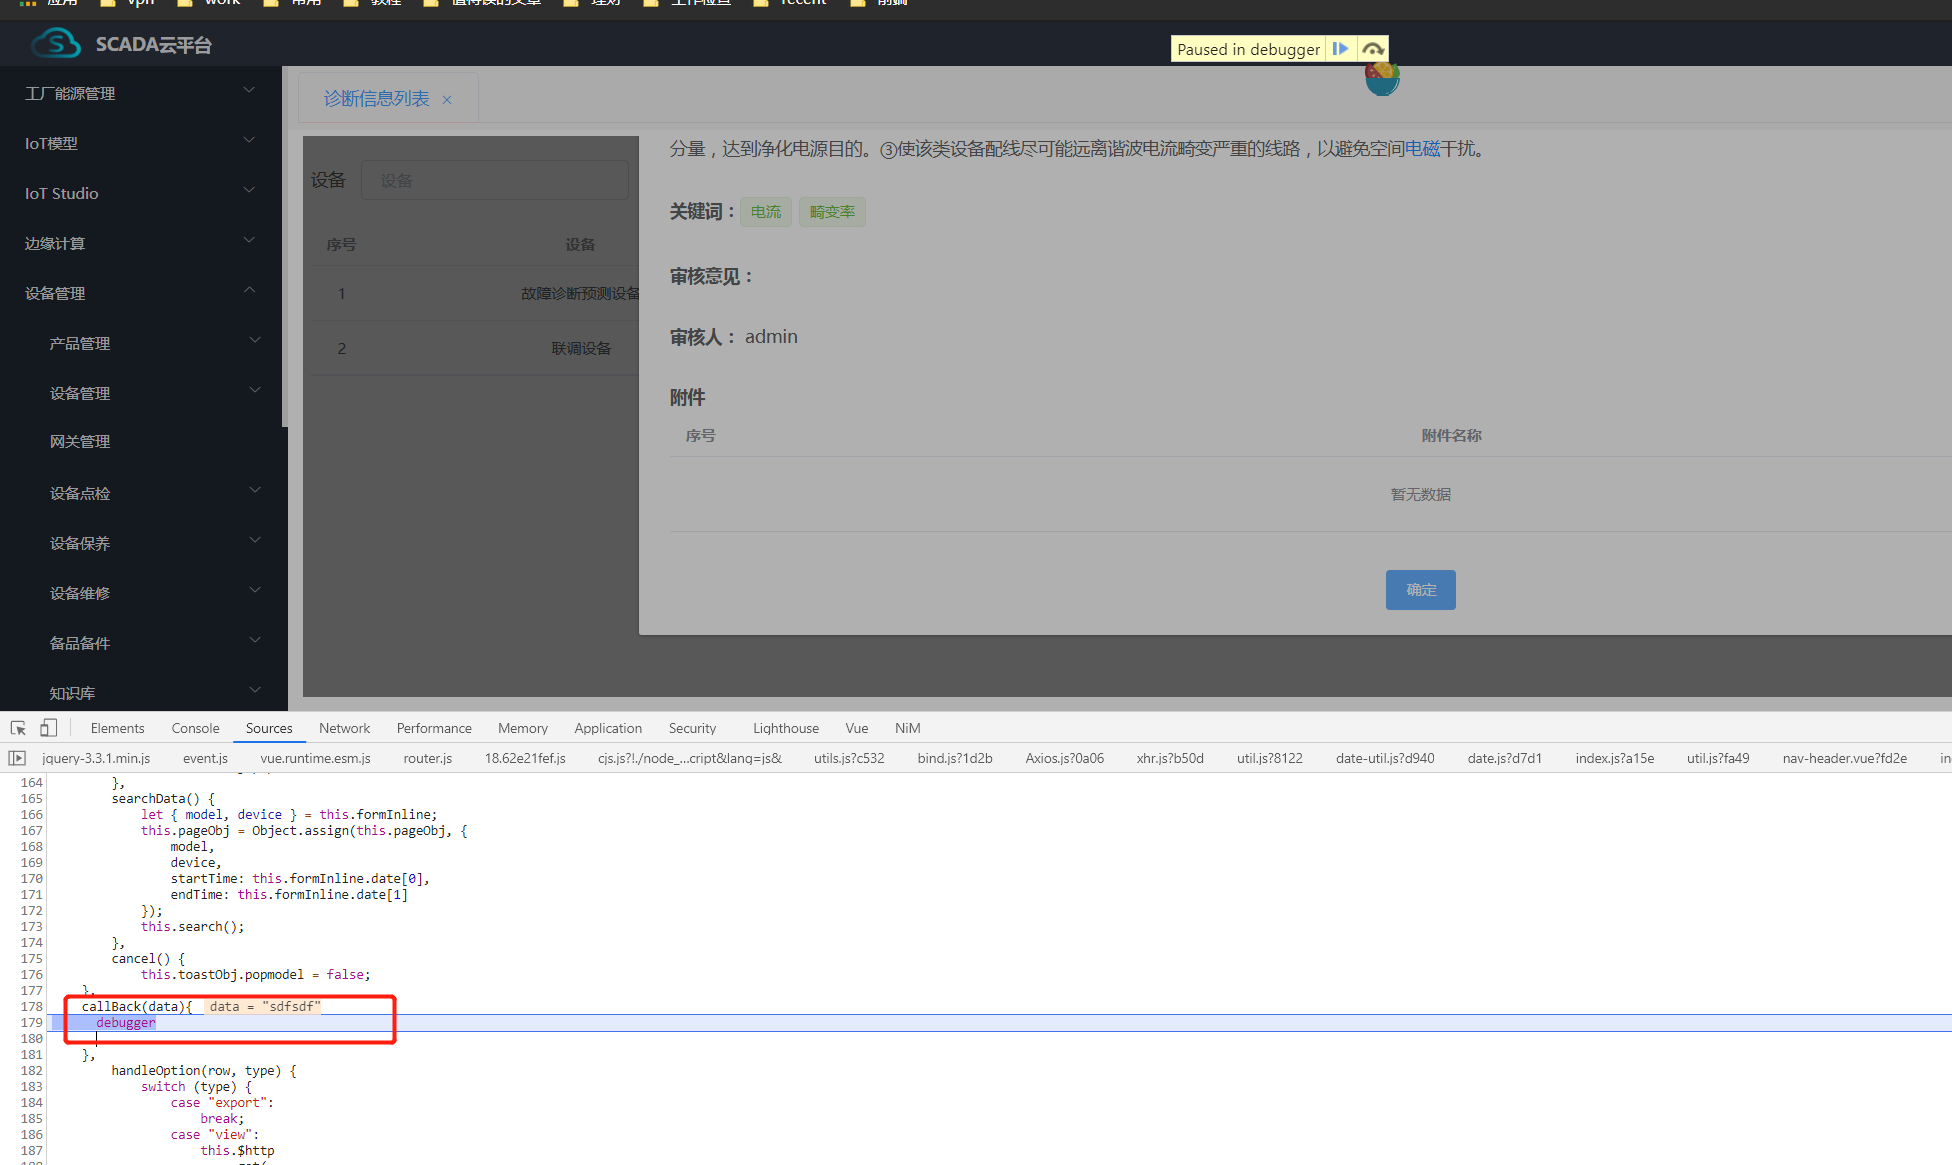 应用 vpn work 常用 教程 值得读的文章 理财 工作检查 recent 前端
SCADA云平台
Paused in debugger
工厂能源管理
IoT模型
IoT Studio
边缘计算
设备管理
产品管理
设备管理
网关管理
设备点检
设备保养
设备维修
备品备件
知识库
诊断信息列表 ×
设备 设备
序号 设备
1 故障诊断预测设备
2 联调设备
分量，达到净化电源目的。③使该类设备配线尽可能远离谐波电流畸变严重的线路，以避免空间电磁干扰。
关键词： 电流 畸变率
审核意见：
审核人： admin
附件
序号 附件名称
暂无数据
确定
Elements Console Sources Network Performance Memory Application Security Lighthouse Vue NiM
jquery-3.3.1.min.js event.js vue.runtime.esm.js router.js 18.62e21fef.js cjs.js?!./node_...cript&lang=js& utils.js?c532 bind.js?1d2b Axios.js?0a06 xhr.js?b50d util.js?8122 date-util.js?d940 date.js?d7d1 index.js?a15e util.js?fa49 nav-header.vue?fd2e in
164 },
165 searchData() {
166 let { model, device } = this.formInline;
167 this.pageObj = Object.assign(this.pageObj, {
168 model,
169 device,
170 startTime: this.formInline.date[0],
171 endTime: this.formInline.date[1]
172 });
173 this.search();
174 },
175 cancel() {
176 this.toastObj.popmodel = false;
177 },
178 callBack(data){ data = "sdfsdf"
179 debugger
180
181 },
182 handleOption(row, type) {
183 switch (type) {
184 case "export":
185 break;
186 case "view":
187 this.$http